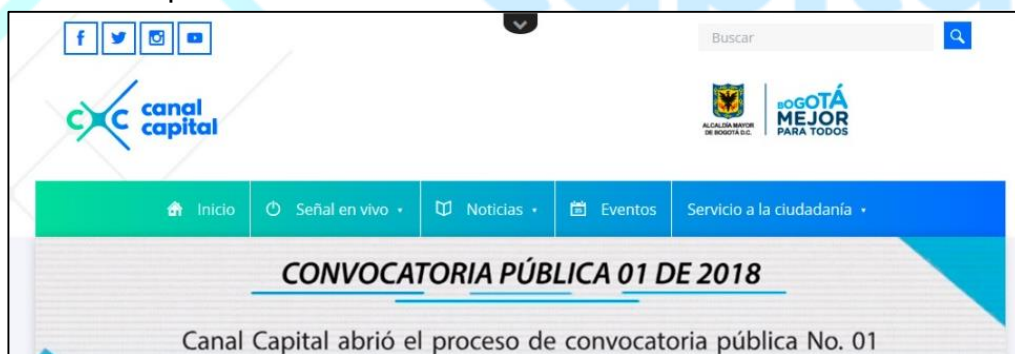 Buscar
canal
capital
ALCALDÍA MAYOR
DE BOGOTÁ D.C.
BOGOTÁ
MEJOR
PARA TODOS
Inicio Señal en vivo Noticias Eventos Servicio a la ciudadanía
CONVOCATORIA PÚBLICA 01 DE 2018
Canal Capital abrió el proceso de convocatoria pública No. 01